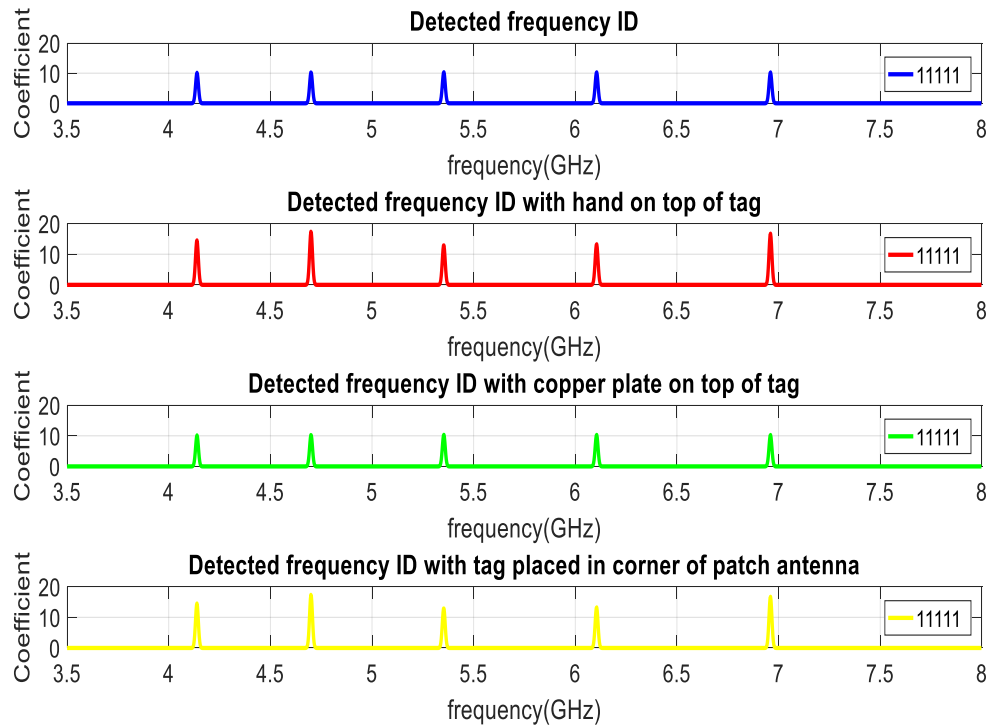 Detected frequency ID
Coefficient
20
10
0
11111
3.5 4 4.5 5 5.5 6 6.5 7 7.5 8
frequency(GHz)
Detected frequency ID with hand on top of tag
Coefficient
20
10
0
11111
3.5 4 4.5 5 5.5 6 6.5 7 7.5 8
frequency(GHz)
Detected frequency ID with copper plate on top of tag
Coefficient
20
10
0
11111
3.5 4 4.5 5 5.5 6 6.5 7 7.5 8
frequency(GHz)
Detected frequency ID with tag placed in corner of patch antenna
Coefficient
20
10
0
11111
3.5 4 4.5 5 5.5 6 6.5 7 7.5 8
frequency(GHz)